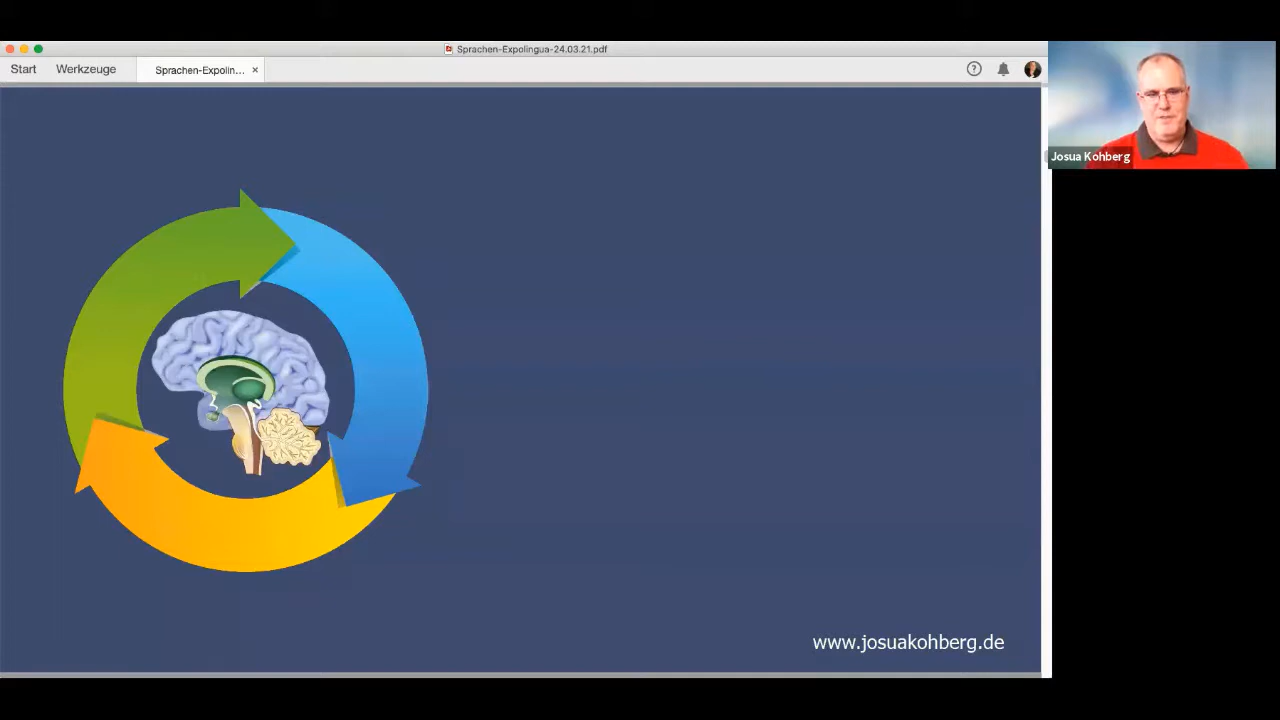 Sprachen-Expolingua-24.03.21.pdf
Start
Werkzeuge
Sprachen-Expolin...
Josua Kohberg
www.josuakohberg.de